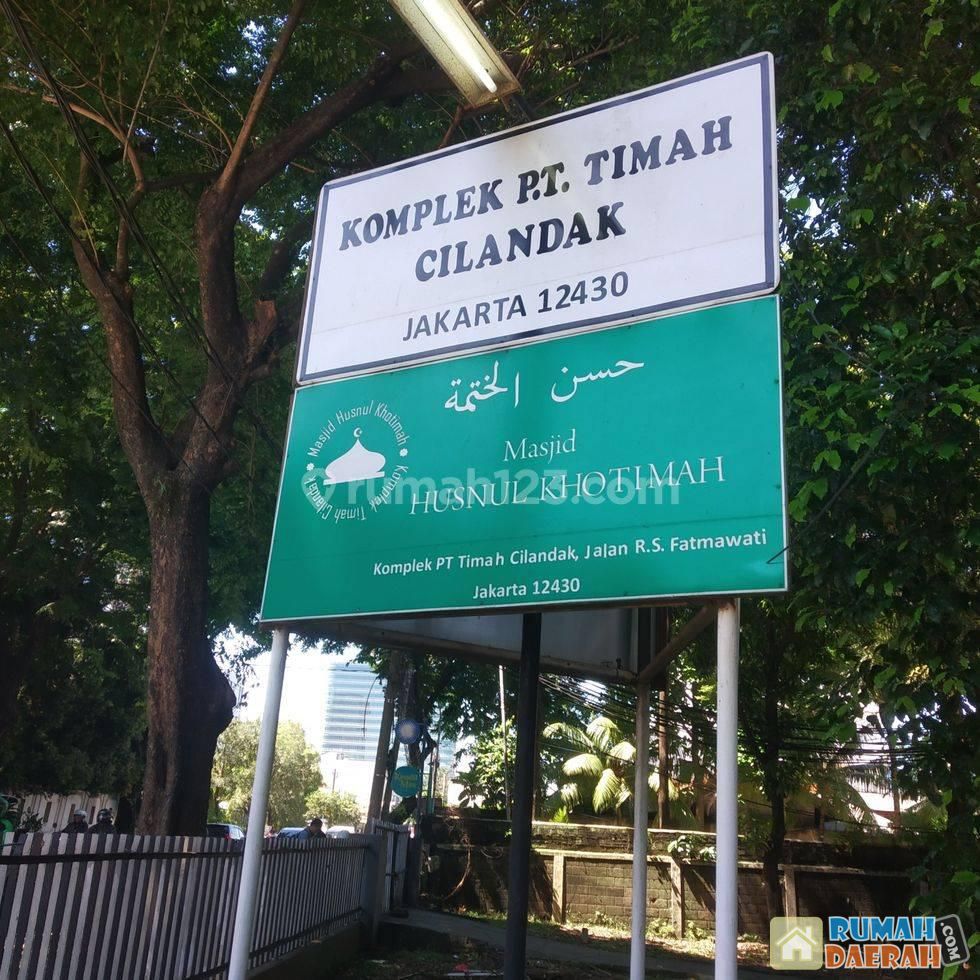 KOMPLEK P.T. TIMAH
CILANDAK
JAKARTA 12430
حسن الختمة
Masjid Husnul Khotimah
Komplek Timah Cilandak
Masjid
HUSNUL KHOTIMAH
rumah123.com
Komplek PT Timah Cilandak, Jalan R.S. Fatmawati
Jakarta 12430
RUMAH
DAERAH
.COM